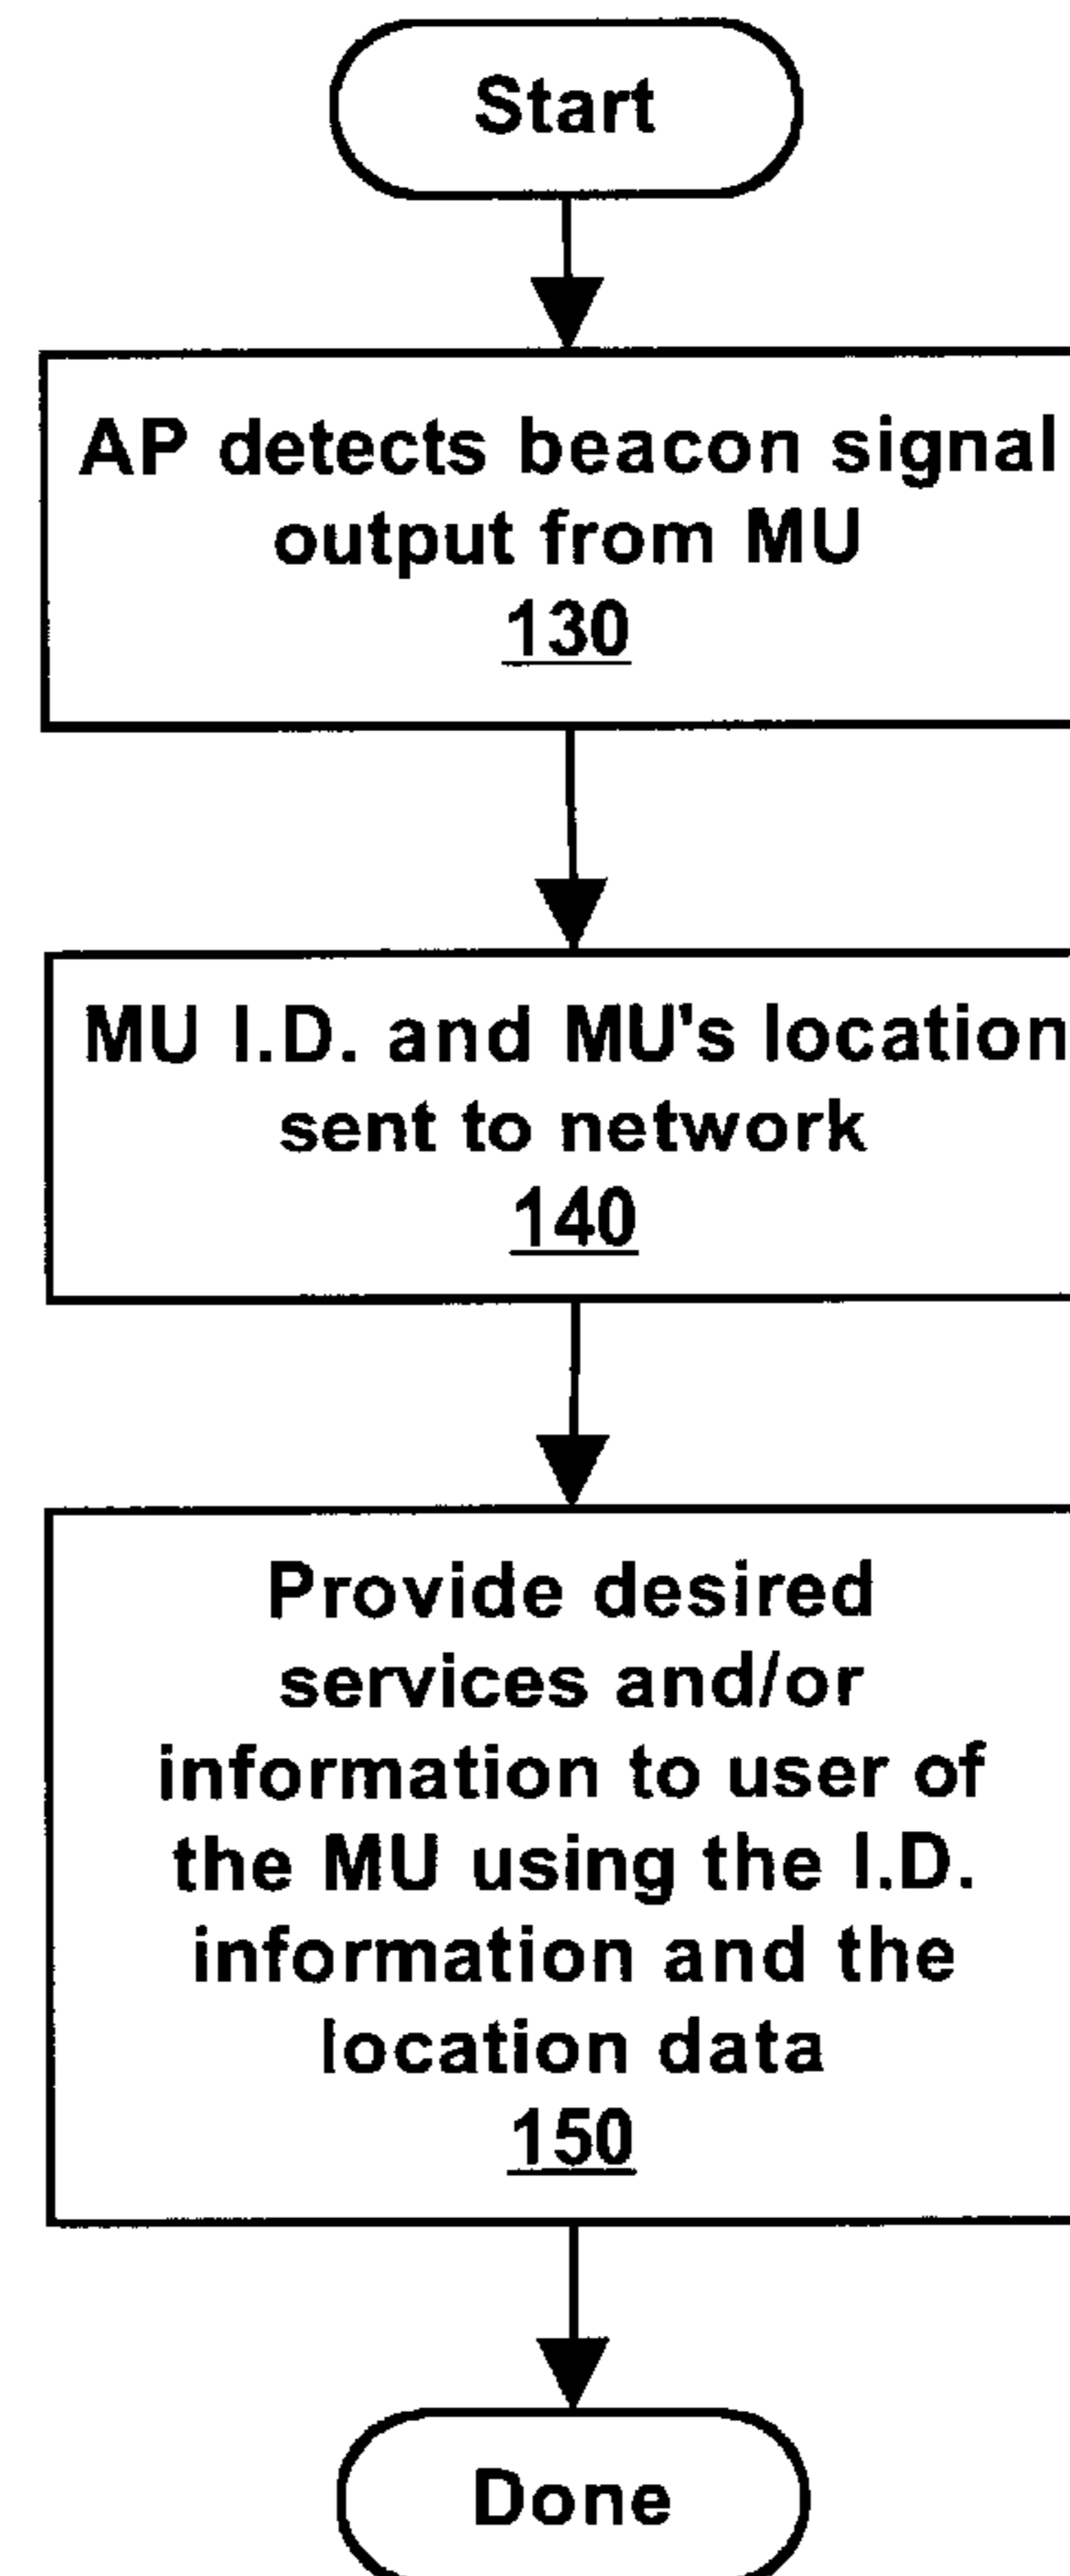 Start
AP detects beacon signal
output from MU
130
MU I.D. and MU's location
sent to network
140
Provide desired
services and/or
information to user of
the MU using the I.D.
information and the
location data
150
Done